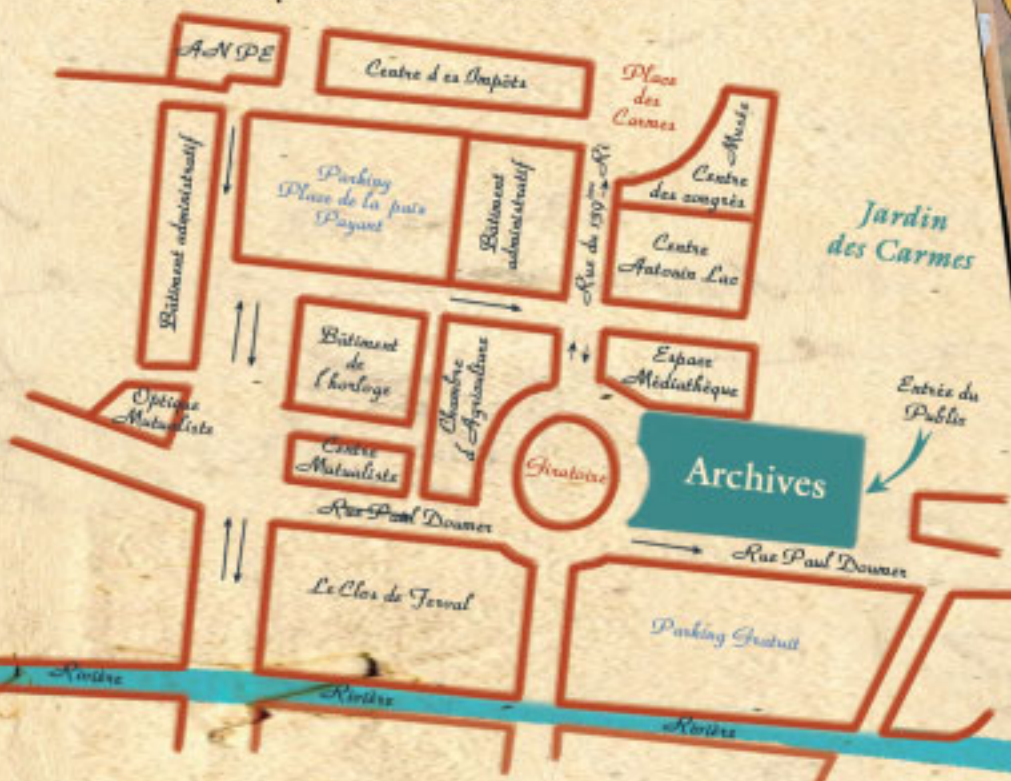 ANPE
Centre des Impôts
Place
des
Carmes
Musée
Centre
des congrès
Bâtiment administratif
Parking
Place de la paix
Payant
Bâtiment
administratif
Rue du 139ème Ri
Centre
Antonin Lac
Jardin
des Carmes
Bâtiment
de
l'horloge
Chambre
d'Agriculture
Espace
Médiathèque
Entrée du
Public
Optique
Mutualiste
Centre
Mutualiste
Giratoire
Archives
Rue Paul Doumer
Rue Paul Doumer
Le Clos de Ferval
Parking Gratuit
Rivière
Rivière
Rivière